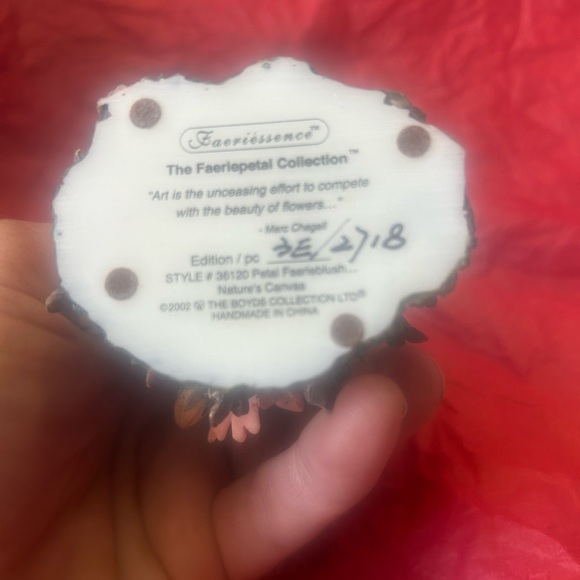 Faeriessence™
The Faeriepetal Collection™
"Art is the unceasing effort to compete
with the beauty of flowers..."
- Marc Chagall
Edition / pc 3E/2718
STYLE # 36120 Petal Faerieblush...
Nature's Canvas
©2002 THE BOYDS COLLECTION LTD®
HANDMADE IN CHINA